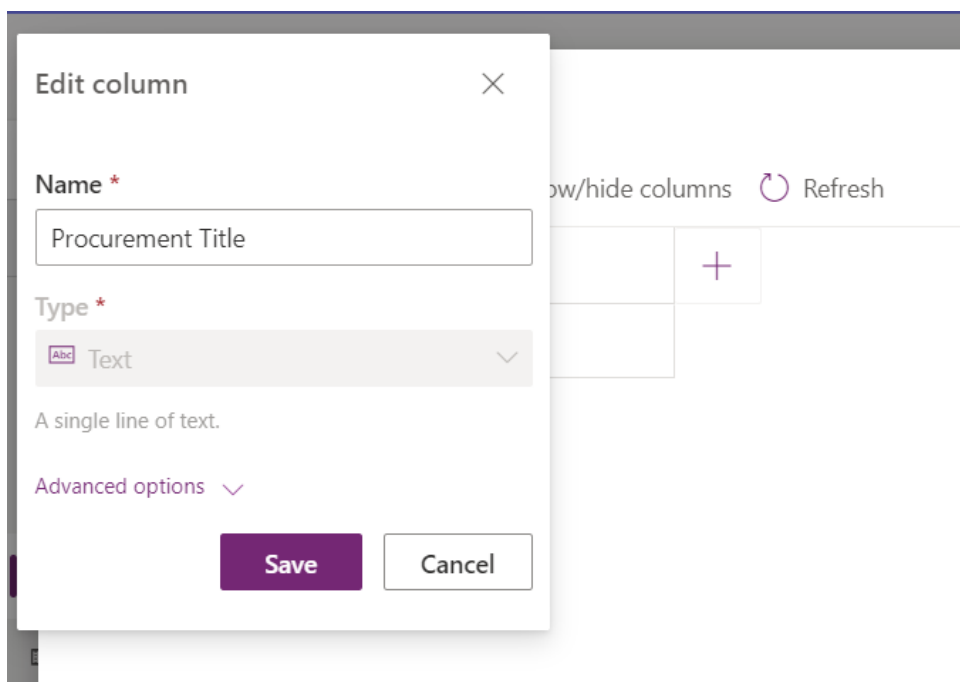 Edit column
Name *
Procurement Title
Type *
Abc Text
A single line of text.
Advanced options
Save Cancel
ow/hide columns Refresh